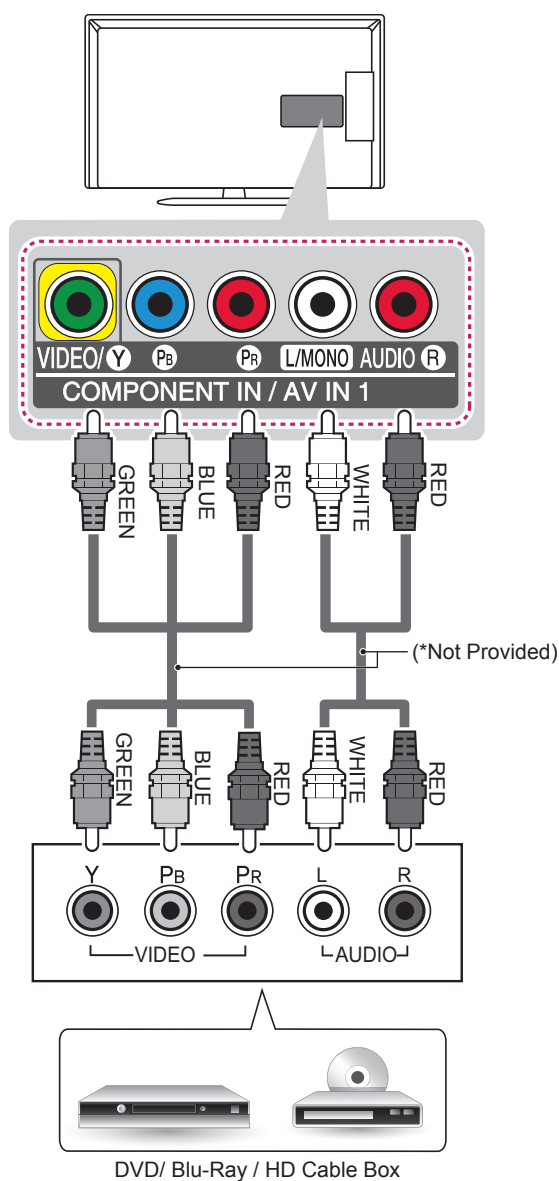 VIDEO/ Y PB PR L/MONO AUDIO R
COMPONENT IN / AV IN 1
GREEN BLUE RED WHITE RED
(*Not Provided)
GREEN BLUE RED WHITE RED
Y PB PR L R
VIDEO AUDIO
DVD/ Blu-Ray / HD Cable Box